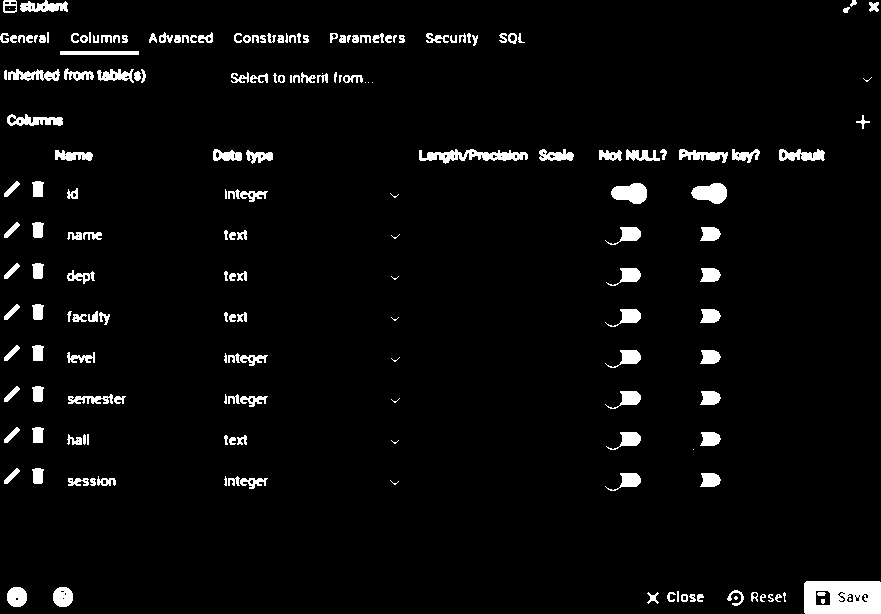 student
General Columns Advanced Constraints Parameters Security SQL
Inherited from table(s) Select to inherit from...
Columns
Name Data type Length/Precision Scale Not NULL? Primary key? Default
id integer
name text
dept text
faculty text
level integer
semester integer
hall text
session integer
Close Reset Save